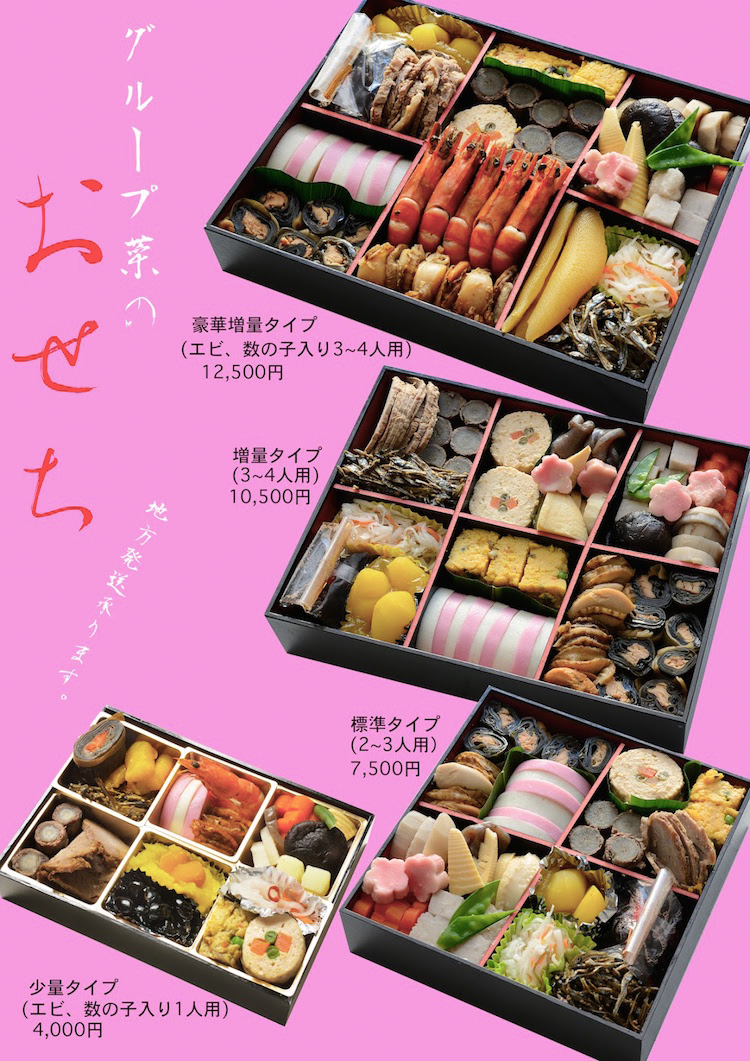 グループ菜の
おせち
地方発送承ります。
豪華増量タイプ
(エビ、数の子入り3~4人用)
12,500円
増量タイプ
(3~4人用)
10,500円
標準タイプ
(2~3人用)
7,500円
少量タイプ
(エビ、数の子入り1人用)
4,000円